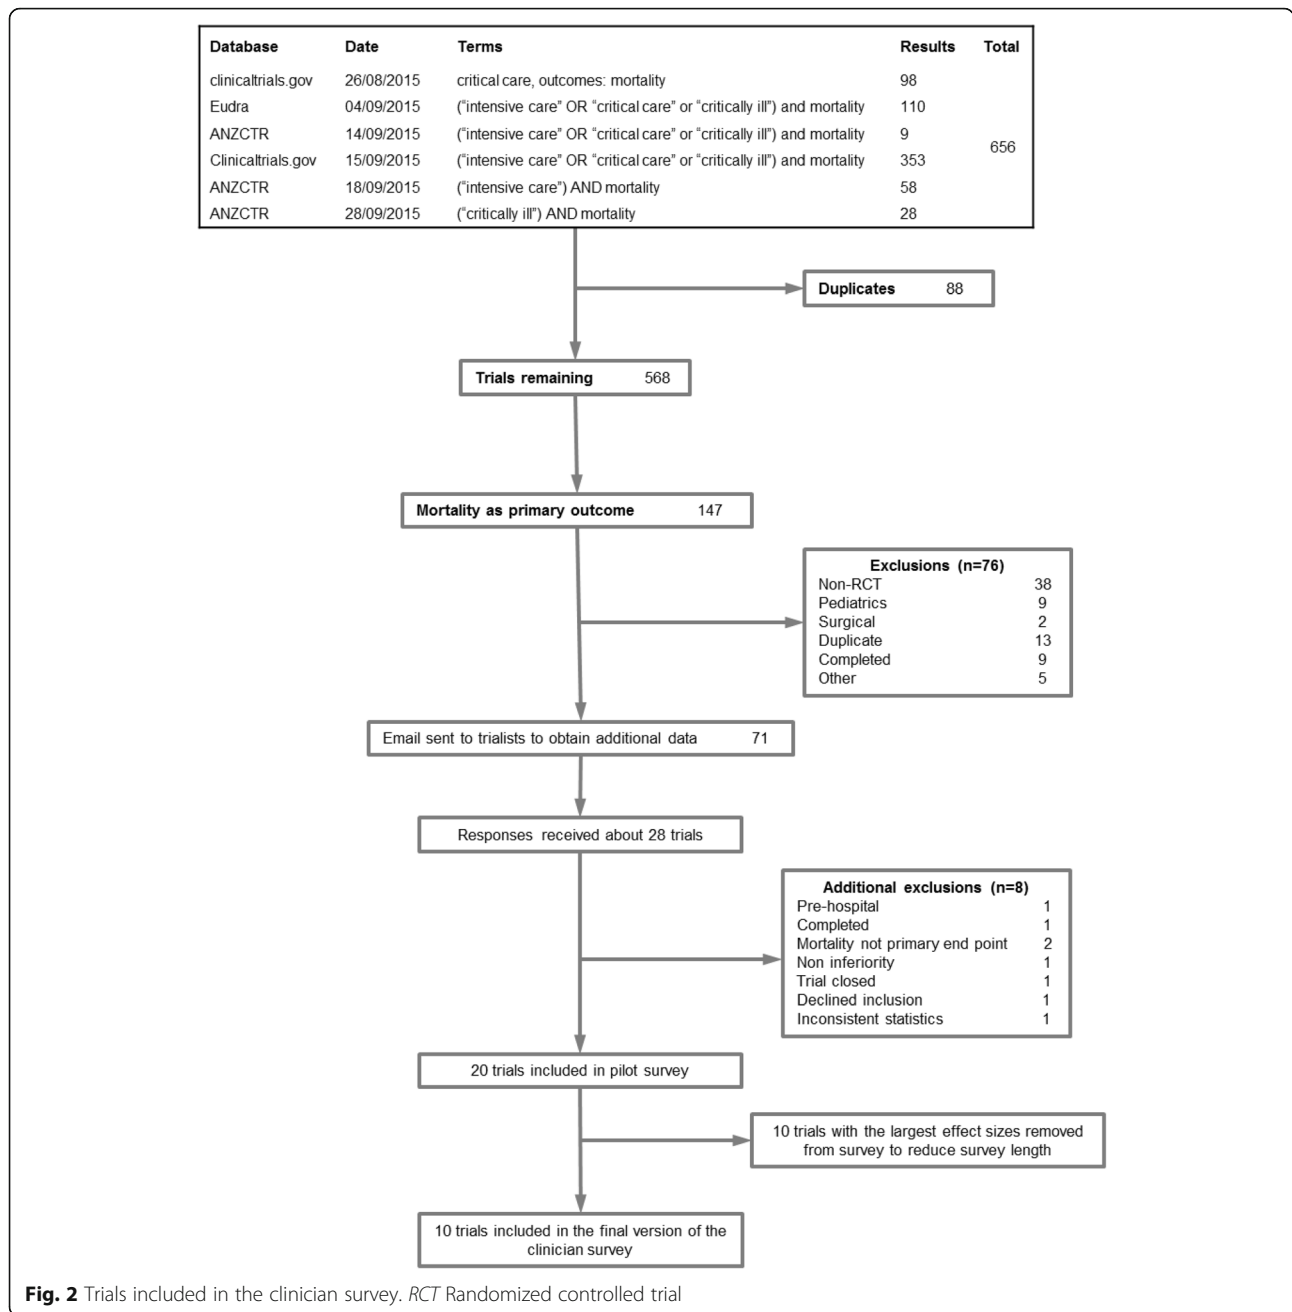 Database Date Terms Results Total
clinicaltrials.gov 26/08/2015 critical care, outcomes: mortality 98
Eudra 04/09/2015 (“intensive care” OR “critical care” or “critically ill”) and mortality 110
ANZCTR 14/09/2015 (“intensive care” OR “critical care” or “critically ill”) and mortality 9
656
Clinicaltrials.gov 15/09/2015 (“intensive care” OR “critical care” or “critically ill”) and mortality 353
ANZCTR 18/09/2015 (“intensive care”) AND mortality 58
ANZCTR 28/09/2015 (“critically ill”) AND mortality 28
Duplicates 88
Trials remaining 568
Mortality as primary outcome 147
Exclusions (n=76)
Non-RCT 38
Pediatrics 9
Surgical 2
Duplicate 13
Completed 9
Other 5
Email sent to trialists to obtain additional data 71
Responses received about 28 trials
Additional exclusions (n=8)
Pre-hospital 1
Completed 1
Mortality not primary end point 2
Non inferiority 1
Trial closed 1
Declined inclusion 1
Inconsistent statistics 1
20 trials included in pilot survey
10 trials with the largest effect sizes removed
from survey to reduce survey length
10 trials included in the final version of the
clinician survey
Fig. 2 Trials included in the clinician survey. RCT Randomized controlled trial